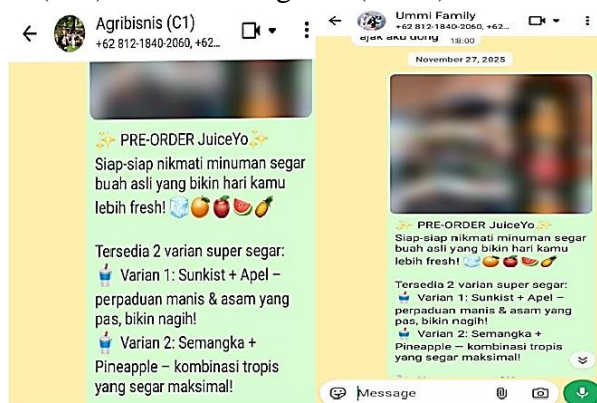 Agribisnis (C1)
+62 812-1840-2060, +62...
✨ PRE-ORDER JuiceYo✨
Siap-siap nikmati minuman segar
buah asli yang bikin hari kamu
lebih fresh! 🧊🍊🍎🍉🍍
Tersedia 2 varian super segar:
🥤 Varian 1: Sunkist + Apel –
perpaduan manis & asam yang
pas, bikin nagih!
🥤 Varian 2: Semangka +
Pineapple – kombinasi tropis
yang segar maksimal!
Ummi Family
+62 812-1840-2060, +62...
ajak aku dong 18:00
November 27, 2025
✨ PRE-ORDER JuiceYo✨
Siap-siap nikmati minuman segar
buah asli yang bikin hari kamu
lebih fresh! 🧊🍊🍎🍉🍍
Tersedia 2 varian super segar:
🥤 Varian 1: Sunkist + Apel –
perpaduan manis & asam yang
pas, bikin nagih!
🥤 Varian 2: Semangka +
Pineapple – kombinasi tropis
yang segar maksimal!
Message